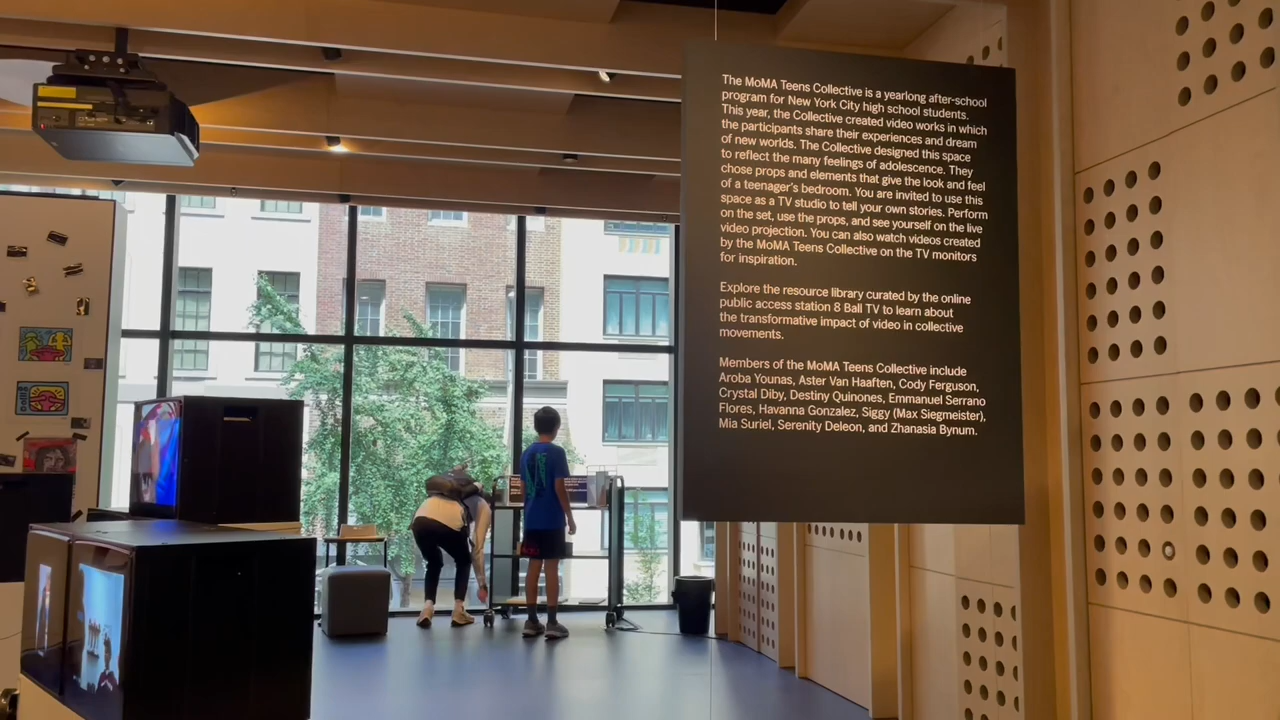 The MoMA Teens Collective is a yearlong after-school
program for New York City high school students.
This year, the Collective created video works in which
the participants share their experiences and dream
of new worlds. The Collective designed this space
to reflect the many feelings of adolescence. They
chose props and elements that give the look and feel
of a teenager's bedroom. You are invited to use this
space as a TV studio to tell your own stories. Perform
on the set, use the props, and see yourself on the live
video projection. You can also watch videos created
by the MoMA Teens Collective on the TV monitors
for inspiration.
Explore the resource library curated by the online
public access station 8 Ball TV to learn about
the transformative impact of video in collective
movements.
Members of the MoMA Teens Collective include
Aroba Younas, Aster Van Haaften, Cody Ferguson,
Crystal Diby, Destiny Quinones, Emmanuel Serrano
Flores, Havanna Gonzalez, Siggy (Max Siegmeister),
Mia Suriel, Serenity Deleon, and Zhanasia Bynum.